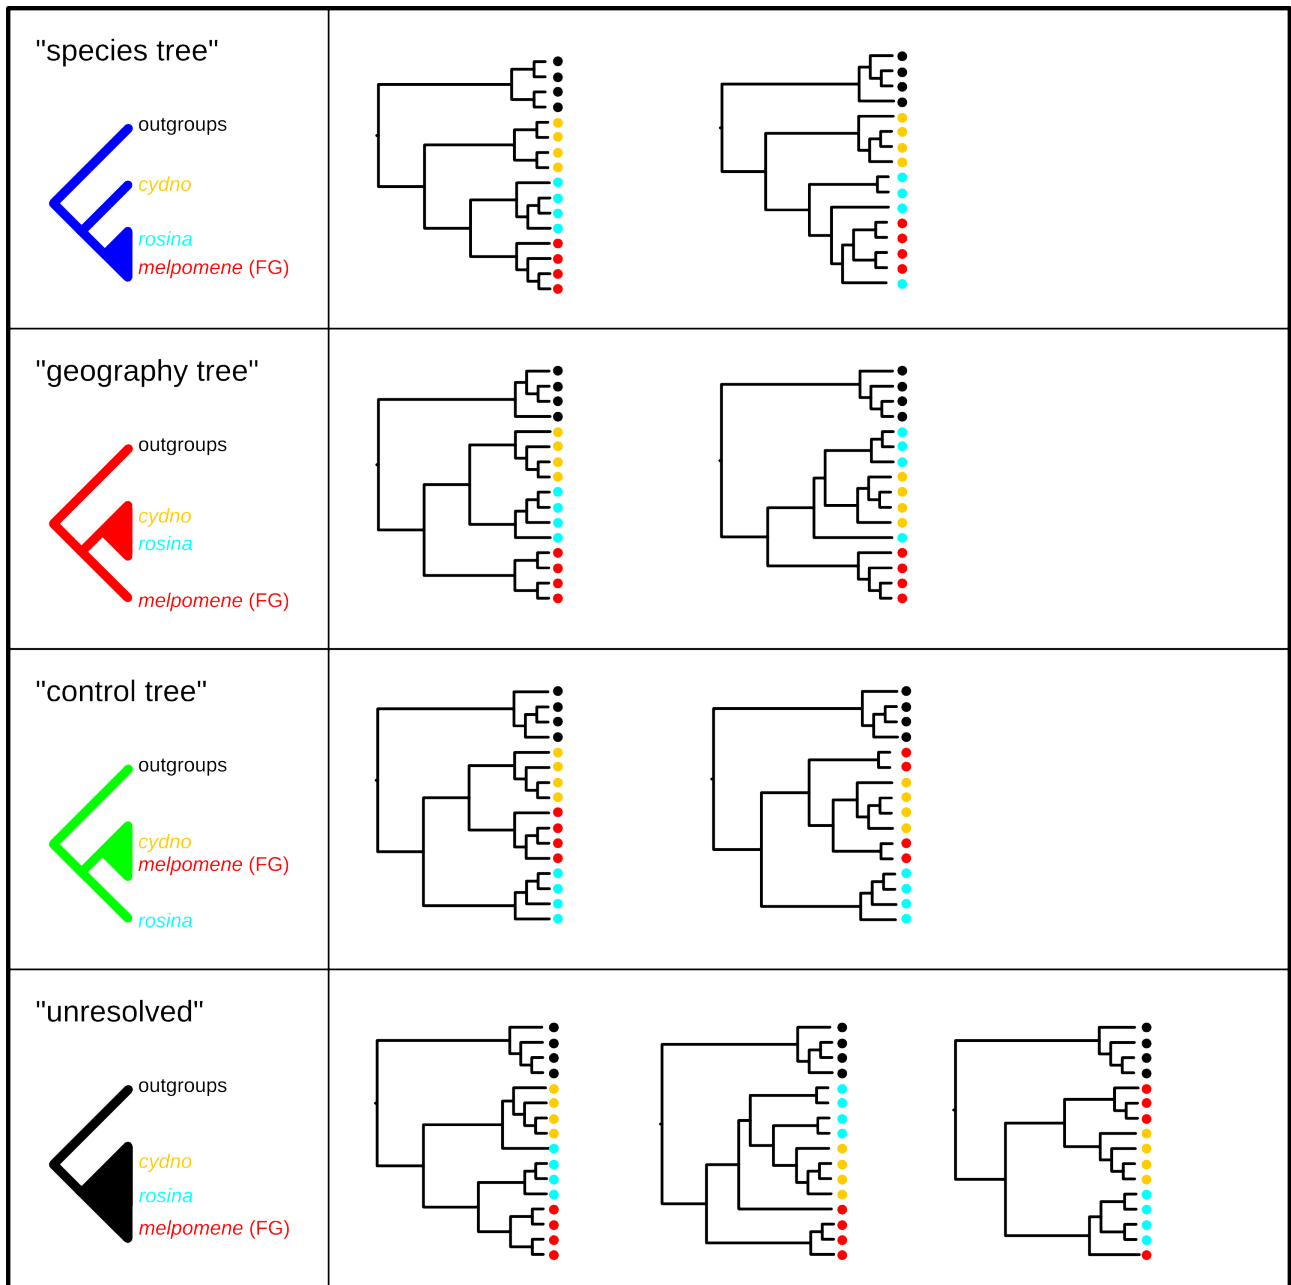 "species tree"
outgroups
cydno
rosina
melpomene (FG)
"geography tree"
outgroups
cydno
rosina
melpomene (FG)
"control tree"
outgroups
cydno
melpomene (FG)
rosina
"unresolved"
outgroups
cydno
rosina
melpomene (FG)